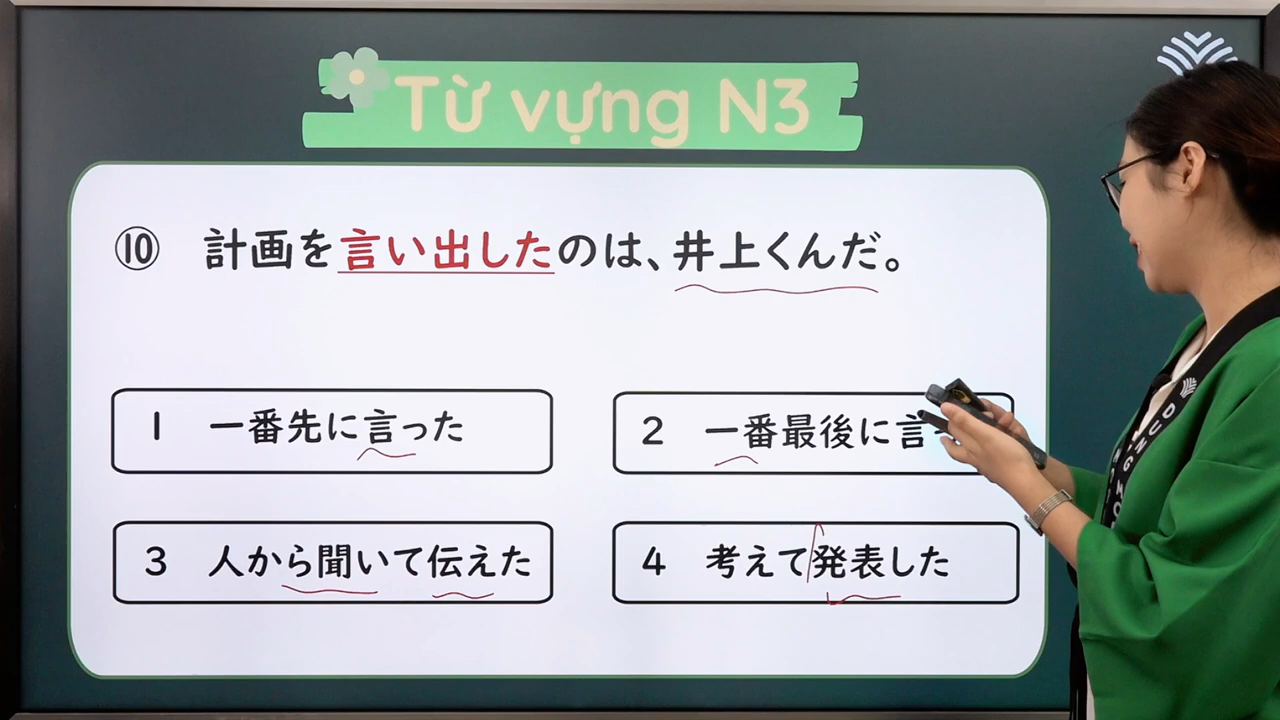 Từ vựng N3
⑩ 計画を言い出したのは、井上くんだ。
1 一番先に言った
2 一番最後に言
3 人から聞いて伝えた
4 考えて発表した
DUNG MO